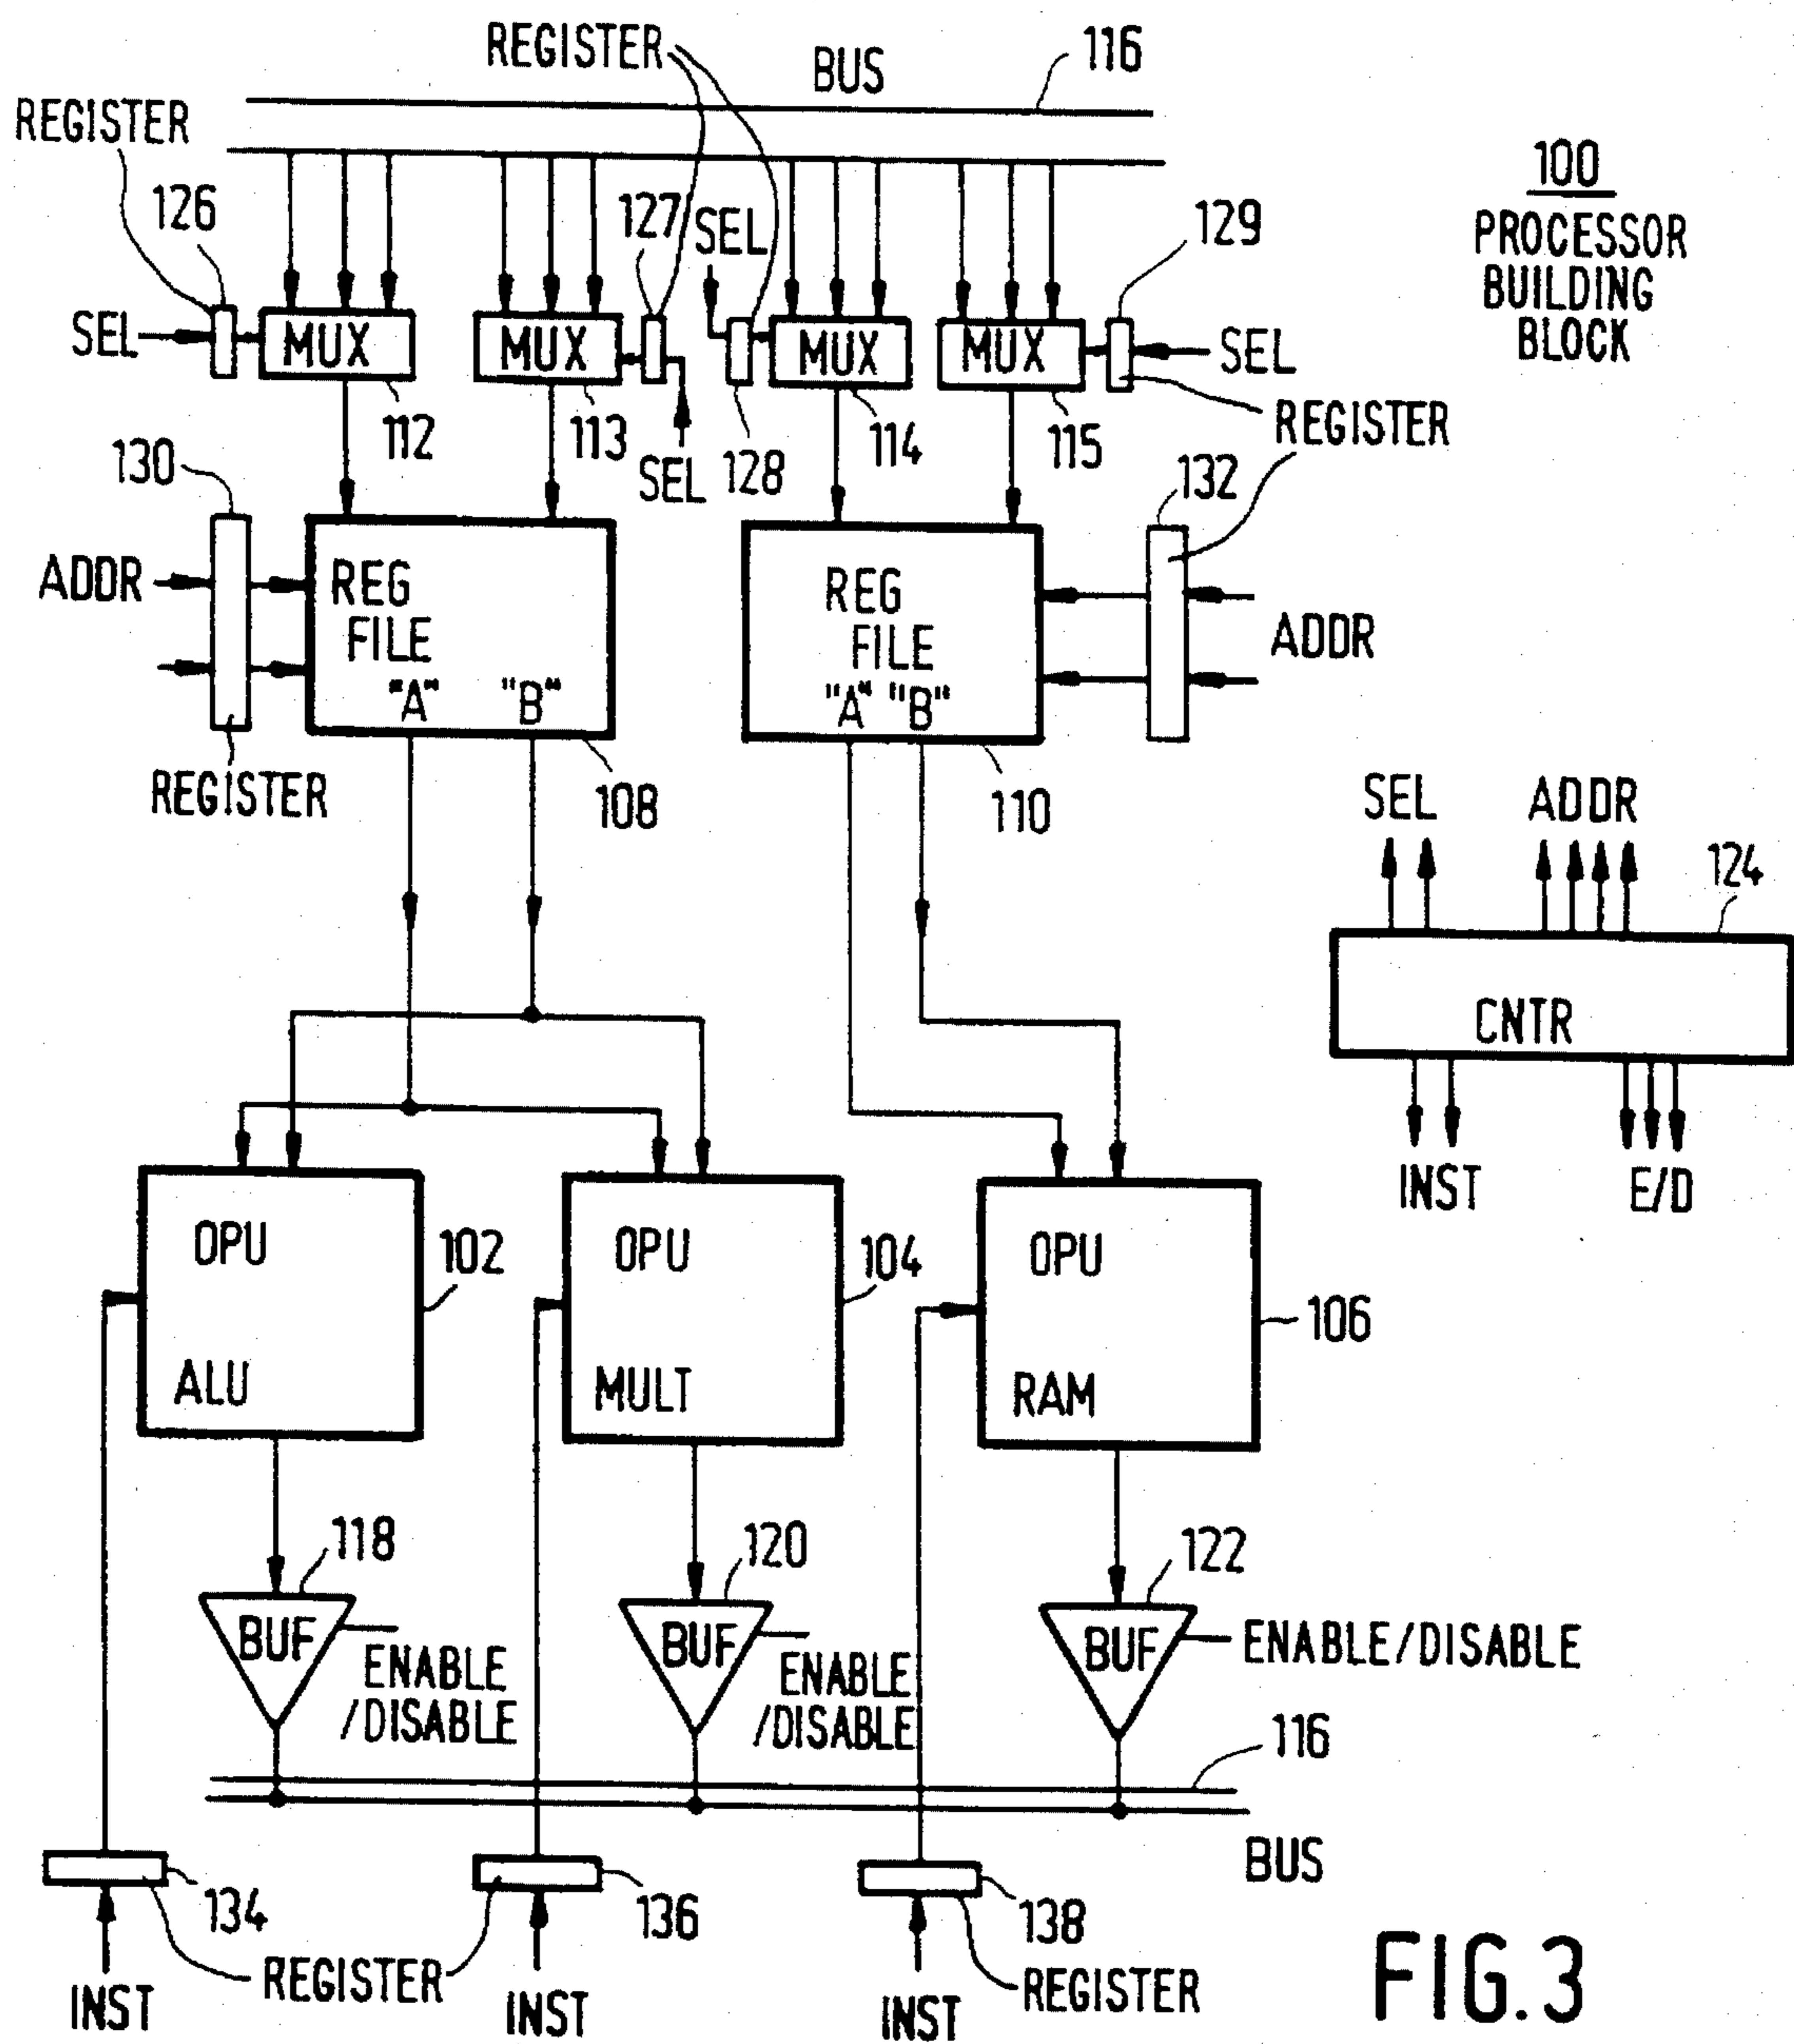 REGISTER
BUS
116
REGISTER
100
PROCESSOR
BUILDING
BLOCK
126
127
SEL
129
SEL
MUX
MUX
MUX
MUX
SEL
112
113
SEL
128
114
115
REGISTER
130
132
ADDR
REG
FILE
"A" "B"
REG
FILE
"A" "B"
ADDR
REGISTER
108
110
SEL
ADDR
124
CNTR
INST
E/D
OPU
ALU
102
OPU
MULT
104
OPU
RAM
106
118
BUF
ENABLE
/DISABLE
120
BUF
ENABLE
/DISABLE
122
BUF
ENABLE/DISABLE
116
BUS
134
136
138
REGISTER
REGISTER
INST
INST
INST
FIG.3